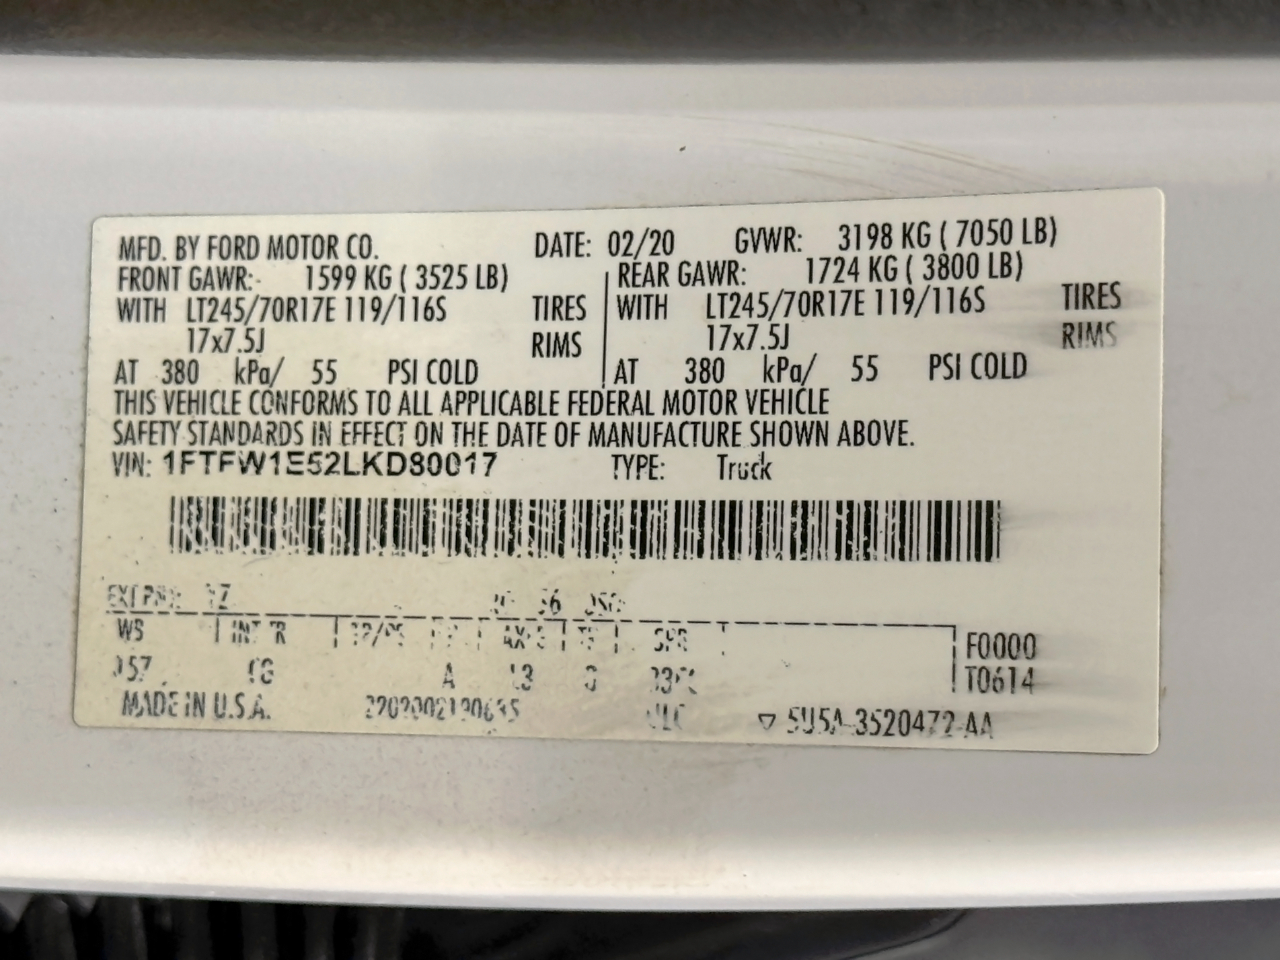 MFD. BY FORD MOTOR CO. DATE: 02/20 GVWR: 3198 KG ( 7050 LB)
FRONT GAWR: 1599 KG ( 3525 LB) REAR GAWR: 1724 KG ( 3800 LB)
WITH LT245/70R17E 119/116S TIRES WITH LT245/70R17E 119/116S TIRES
17x7.5J RIMS 17x7.5J RIMS
AT 380 kPa/ 55 PSI COLD AT 380 kPa/ 55 PSI COLD
THIS VEHICLE CONFORMS TO ALL APPLICABLE FEDERAL MOTOR VEHICLE
SAFETY STANDARDS IN EFFECT ON THE DATE OF MANUFACTURE SHOWN ABOVE.
VIN: 1FTFW1E52LKD80017 TYPE: Truck
WS F0000
T0614
MADE IN U.S.A. 5U5A-3520472-AA